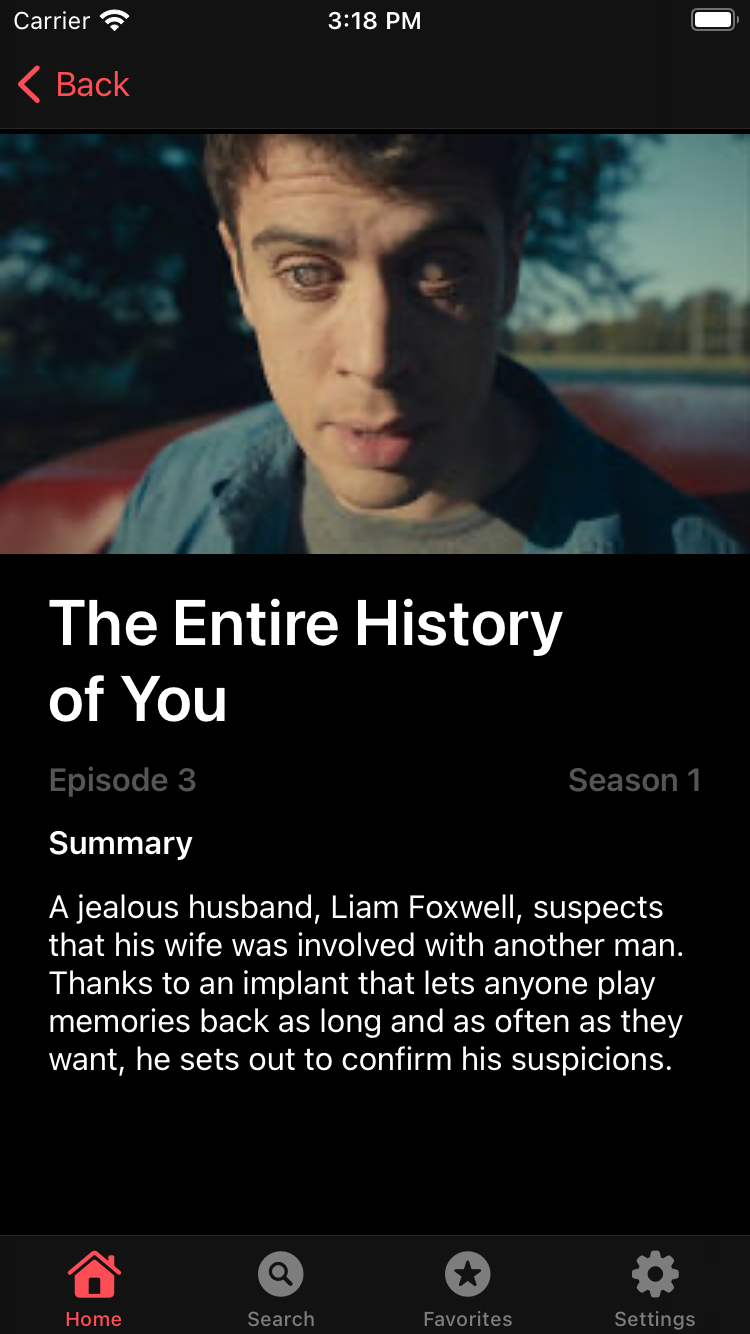 Carrier 3:18 PM
Back
The Entire History
of You
Episode 3 Season 1
Summary
A jealous husband, Liam Foxwell, suspects
that his wife was involved with another man.
Thanks to an implant that lets anyone play
memories back as long and as often as they
want, he sets out to confirm his suspicions.
Home Search Favorites Settings